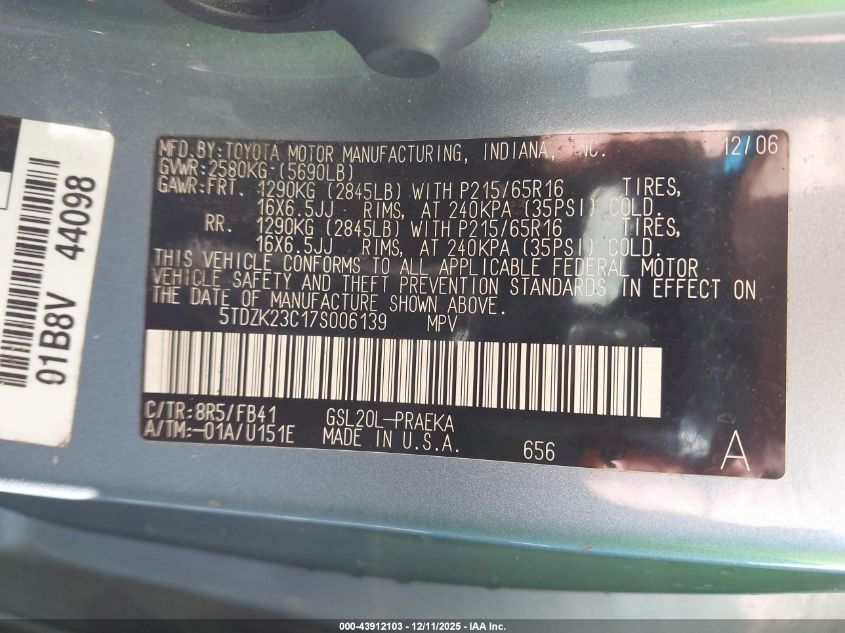 MFD. BY: TOYOTA MOTOR MANUFACTURING, INDIANA, INC. 12/06
GVWR: 2580KG (5690LB)
GAWR: FRT. 1290KG (2845LB) WITH P215/65R16 TIRES,
16X6.5JJ RIMS, AT 240KPA (35PSI) COLD.
RR. 1290KG (2845LB) WITH P215/65R16 TIRES,
16X6.5JJ RIMS, AT 240KPA (35PSI) COLD.
THIS VEHICLE CONFORMS TO ALL APPLICABLE FEDERAL MOTOR
VEHICLE SAFETY AND THEFT PREVENTION STANDARDS IN EFFECT ON
THE DATE OF MANUFACTURE SHOWN ABOVE.
5TDZK23C17S006139 MPV
C/TR: 8R5/FB41 GSL20L-PRAEKA
A/TM: -01A/U151E MADE IN U.S.A. 656 A
01B8V 44098
000-43912103 - 12/11/2025 - IAA Inc.